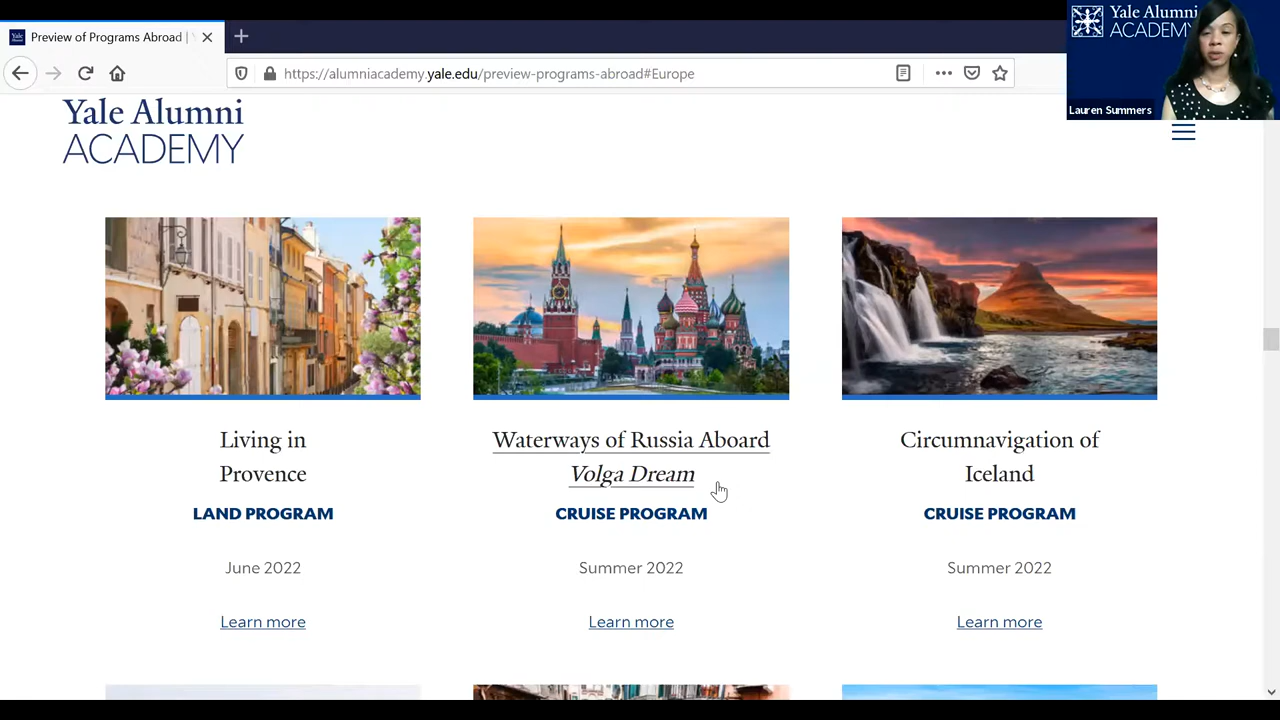 Preview of Programs Abroad |
https://alumniacademy.yale.edu/preview-programs-abroad#Europe
Yale Alumni
ACADEMY
Lauren Summers
Yale Alumni
ACADEMY
Living in
Provence
LAND PROGRAM
June 2022
Learn more
Waterways of Russia Aboard
Volga Dream
CRUISE PROGRAM
Summer 2022
Learn more
Circumnavigation of
Iceland
CRUISE PROGRAM
Summer 2022
Learn more